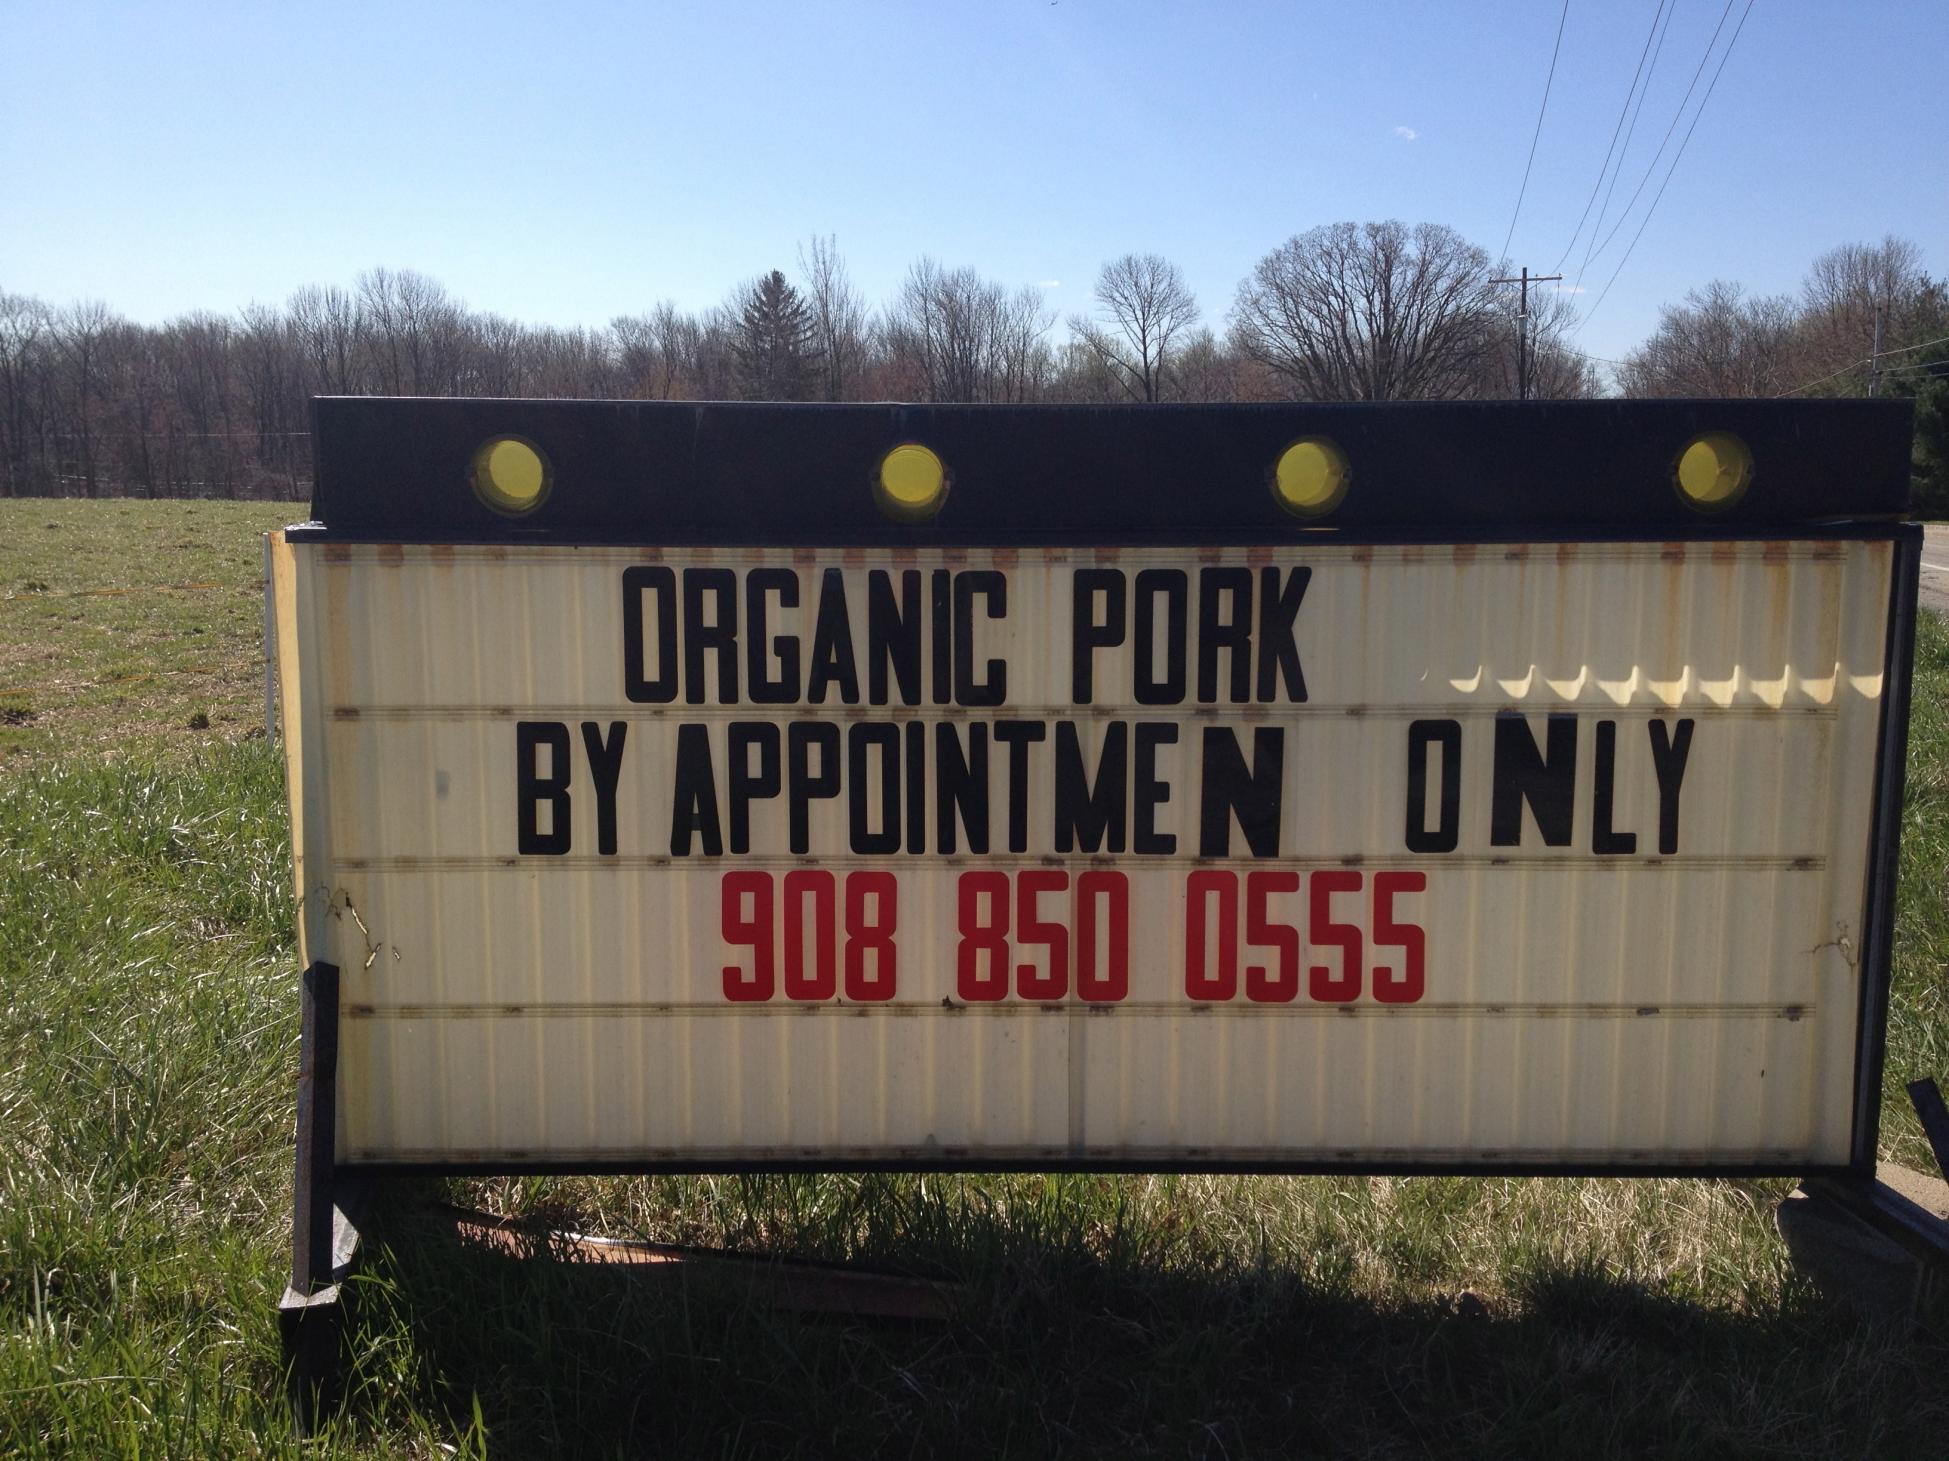 ORGANIC PORK
BY APPOINTMEN ONLY
908 850 0555